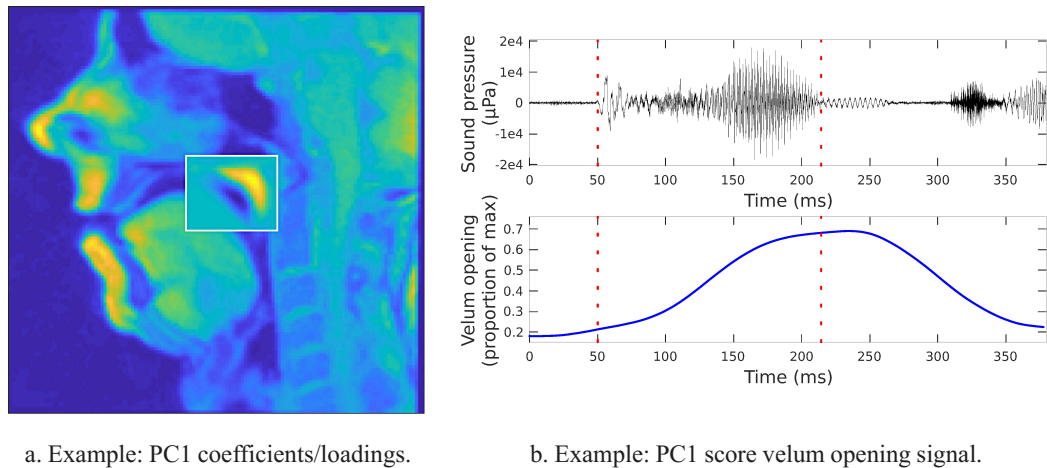 Sound pressure
(µPa)
2e4
1e4
0
-1e4
-2e4
0 50 100 150 200 250 300 350
Time (ms)
Velum opening
(proportion of max)
0.7
0.6
0.5
0.4
0.3
0.2
0 50 100 150 200 250 300 350
Time (ms)
a. Example: PC1 coefficients/loadings.
b. Example: PC1 score velum opening signal.